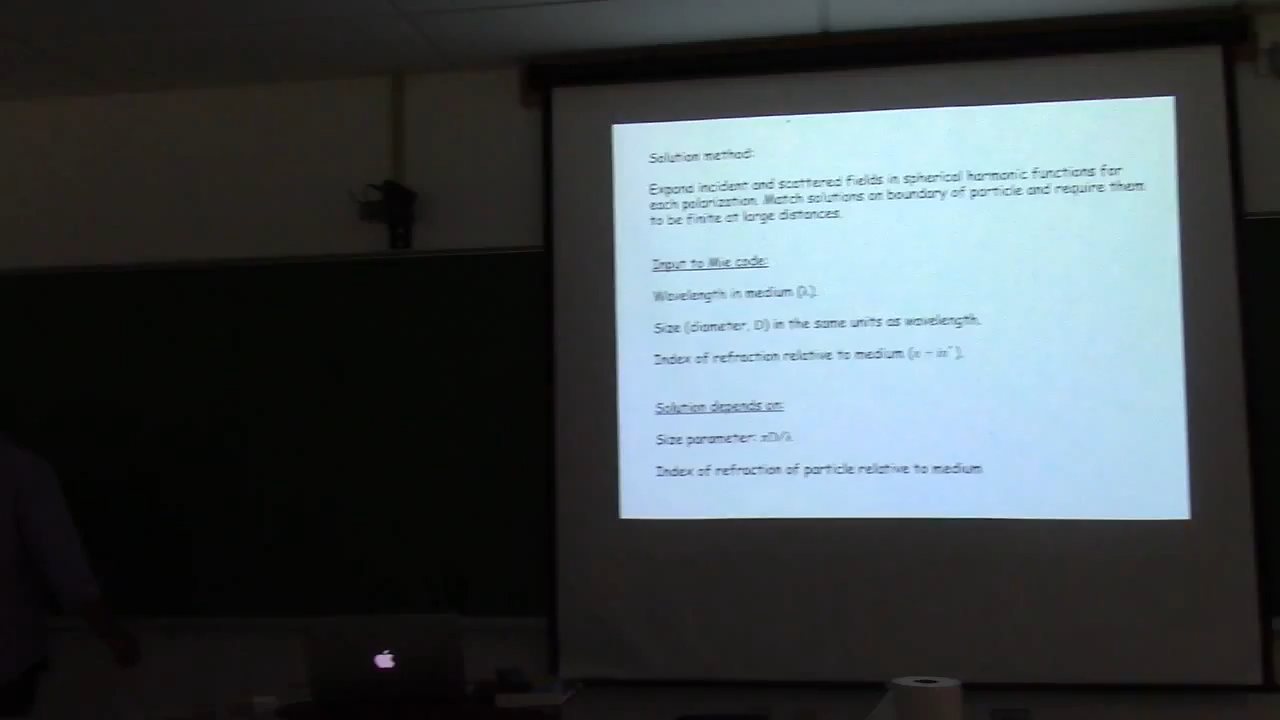 Solution method:
Expand incident and scattered fields in spherical harmonic functions for
each polarization. Match solutions on boundary of particle and require them
to be finite at large distances.
Input to Mie code:
Wavelength in medium (λ).
Size (diameter, D) in the same units as wavelength.
Index of refraction relative to medium (n - in').
Solution depends on:
Size parameter: πD/λ
Index of refraction of particle relative to medium